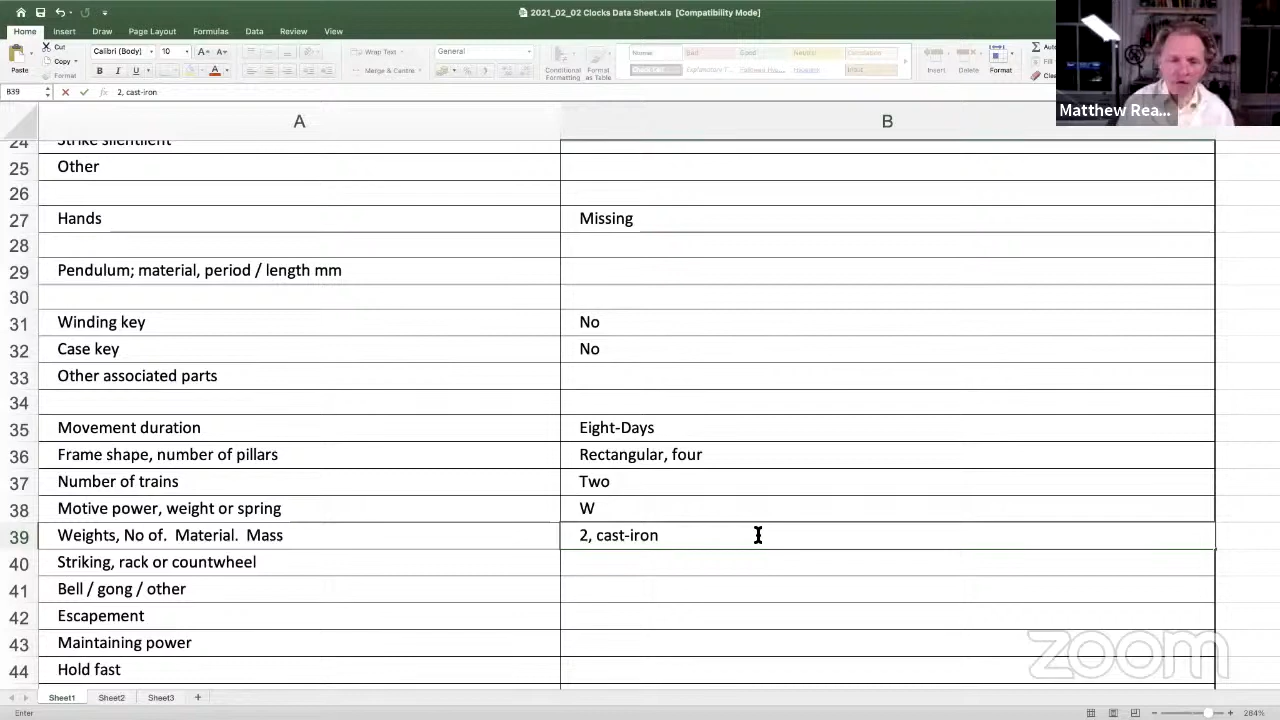 2021_02_02 Clocks Data Sheet.xls [Compatibility Mode]
Home Insert Draw Page Layout Formulas Data Review View
Cut
Copy
Paste
Calibri (Body) 10
Wrap Text
Merge & Centre
General
Conditional Formatting
Format as Table
Insert Delete Format
B39 2, cast-iron
A B
24 Strike silentlent
25 Other
26
27 Hands Missing
28
29 Pendulum; material, period / length mm
30
31 Winding key No
32 Case key No
33 Other associated parts
34
35 Movement duration Eight-Days
36 Frame shape, number of pillars Rectangular, four
37 Number of trains Two
38 Motive power, weight or spring W
39 Weights, No of. Material. Mass 2, cast-iron
40 Striking, rack or countwheel
41 Bell / gong / other
42 Escapement
43 Maintaining power
44 Hold fast
Sheet1 Sheet2 Sheet3 +
Enter
284%
Matthew Rea...
zoom